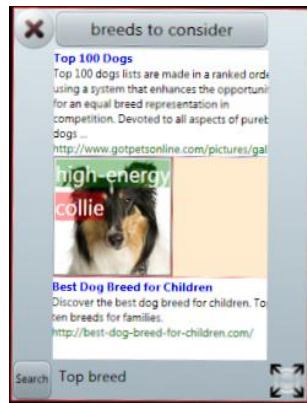 breeds to consider
Top 100 Dogs
Top 100 dogs lists are made in a ranked orde
using a system that enhances the opportuni
for an equal breed representation in
competition. Devoted to all aspects of pureb
dogs ...
http://www.gotpetsonline.com/pictures/gal
high-energy
collie
Best Dog Breed for Children
Discover the best dog breed for children. To
ten breeds for families.
http://best-dog-breed-for-children.com/
Search Top breed